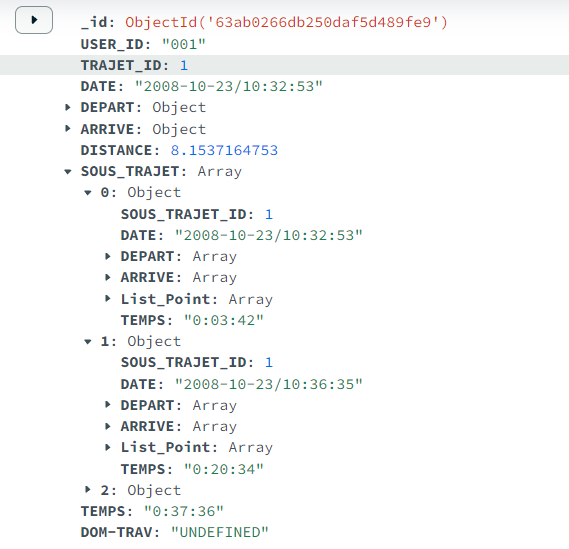 _id: ObjectId('63ab0266db250daf5d489fe9')
USER_ID: "001"
TRAJET_ID: 1
DATE: "2008-10-23/10:32:53"
DEPART: Object
ARRIVE: Object
DISTANCE: 8.1537164753
SOUS_TRAJET: Array
0: Object
SOUS_TRAJET_ID: 1
DATE: "2008-10-23/10:32:53"
DEPART: Array
ARRIVE: Array
List_Point: Array
TEMPS: "0:03:42"
1: Object
SOUS_TRAJET_ID: 1
DATE: "2008-10-23/10:36:35"
DEPART: Array
ARRIVE: Array
List_Point: Array
TEMPS: "0:20:34"
2: Object
TEMPS: "0:37:36"
DOM-TRAV: "UNDEFINED"